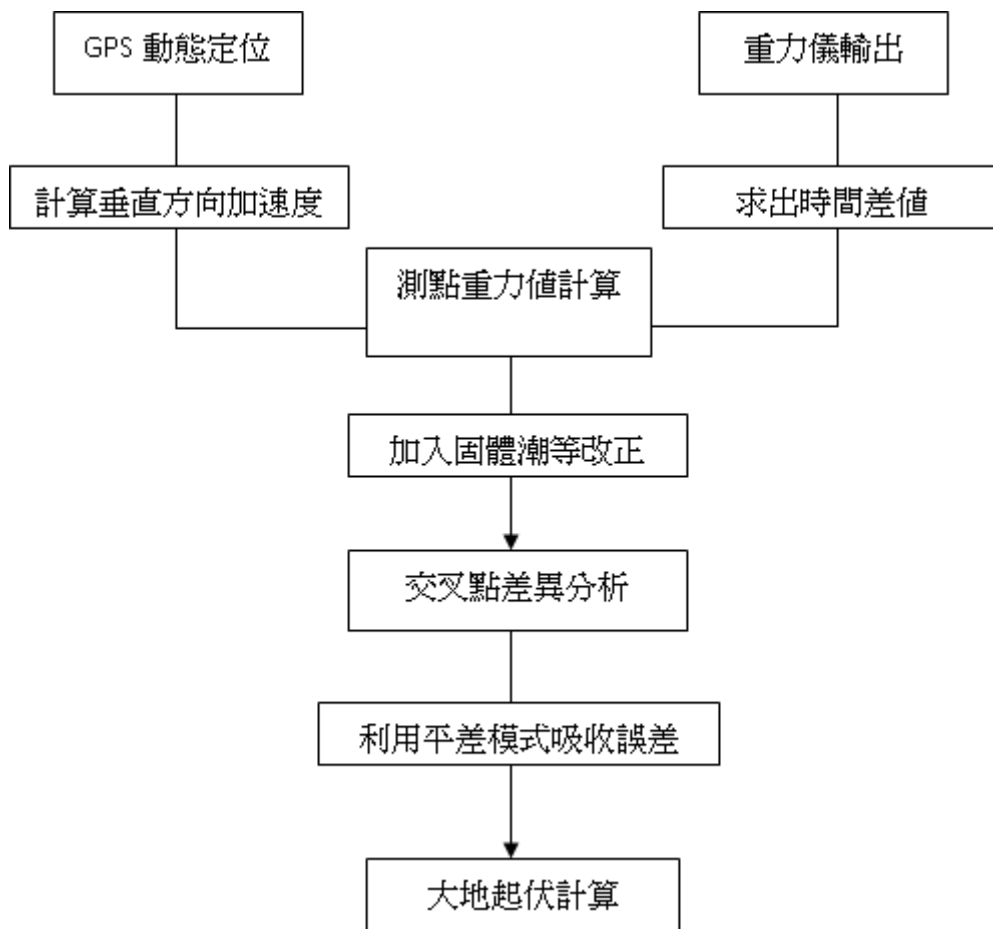 GPS 動態定位
重力儀輸出
計算垂直方向加速度
求出時間差値
測點重力値計算
加入固體潮等改正
交叉點差異分析
利用平差模式吸收誤差
大地起伏計算